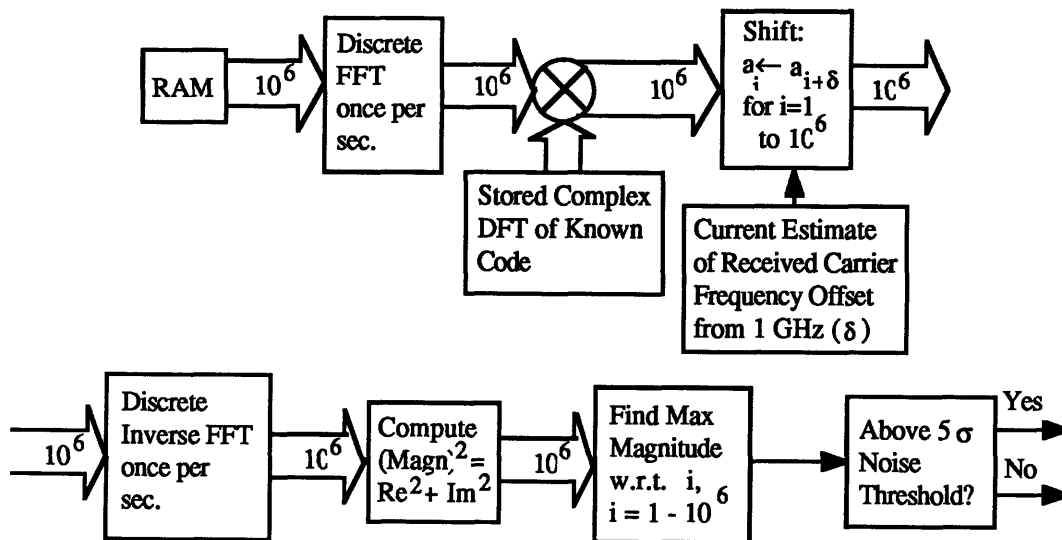 RAM
10^6
Discrete
FFT
once per
sec.
10^6
10^6
Shift:
a_i ← a_{i+δ}
for i=1
to 1C^6
1C^6
Stored Complex
DFT of Known
Code
Current Estimate
of Received Carrier
Frequency Offset
from 1 GHz (δ)
10^6
Discrete
Inverse FFT
once per
sec.
1C^6
Compute
(Magn)^2 =
Re^2 + Im^2
10^6
Find Max
Magnitude
w.r.t. i,
i = 1 - 10^6
Above 5 σ
Noise
Threshold?
Yes
No